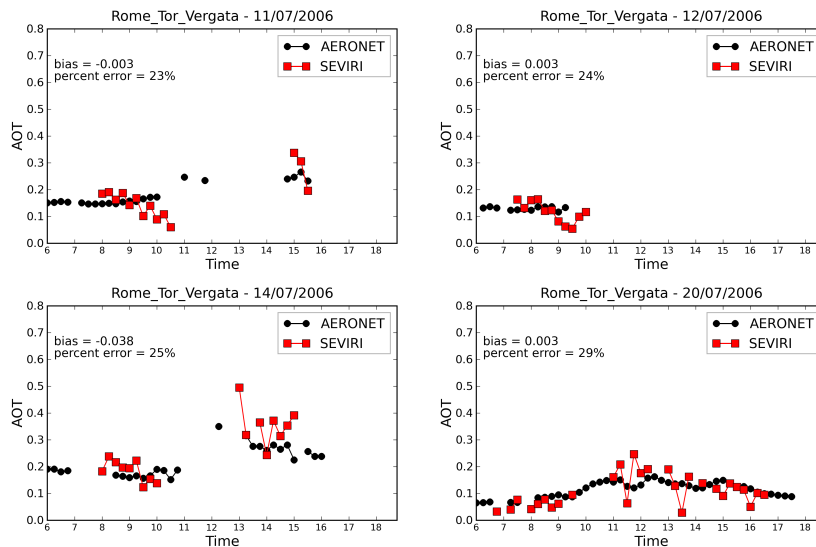 Rome_Tor_Vergata - 11/07/2006
0.8
0.7
0.6
0.5
0.4
0.3
0.2
0.1
0.0
AOT
bias = -0.003
percent error = 23%
AERONET
SEVIRI
6 7 8 9 10 11 12 13 14 15 16 17 18
Time
Rome_Tor_Vergata - 12/07/2006
0.8
0.7
0.6
0.5
0.4
0.3
0.2
0.1
0.0
AOT
bias = 0.003
percent error = 24%
AERONET
SEVIRI
6 7 8 9 10 11 12 13 14 15 16 17 18
Time
Rome_Tor_Vergata - 14/07/2006
0.8
0.7
0.6
0.5
0.4
0.3
0.2
0.1
0.0
AOT
bias = -0.038
percent error = 25%
AERONET
SEVIRI
6 7 8 9 10 11 12 13 14 15 16 17 18
Time
Rome_Tor_Vergata - 20/07/2006
0.8
0.7
0.6
0.5
0.4
0.3
0.2
0.1
0.0
AOT
bias = 0.003
percent error = 29%
AERONET
SEVIRI
6 7 8 9 10 11 12 13 14 15 16 17 18
Time